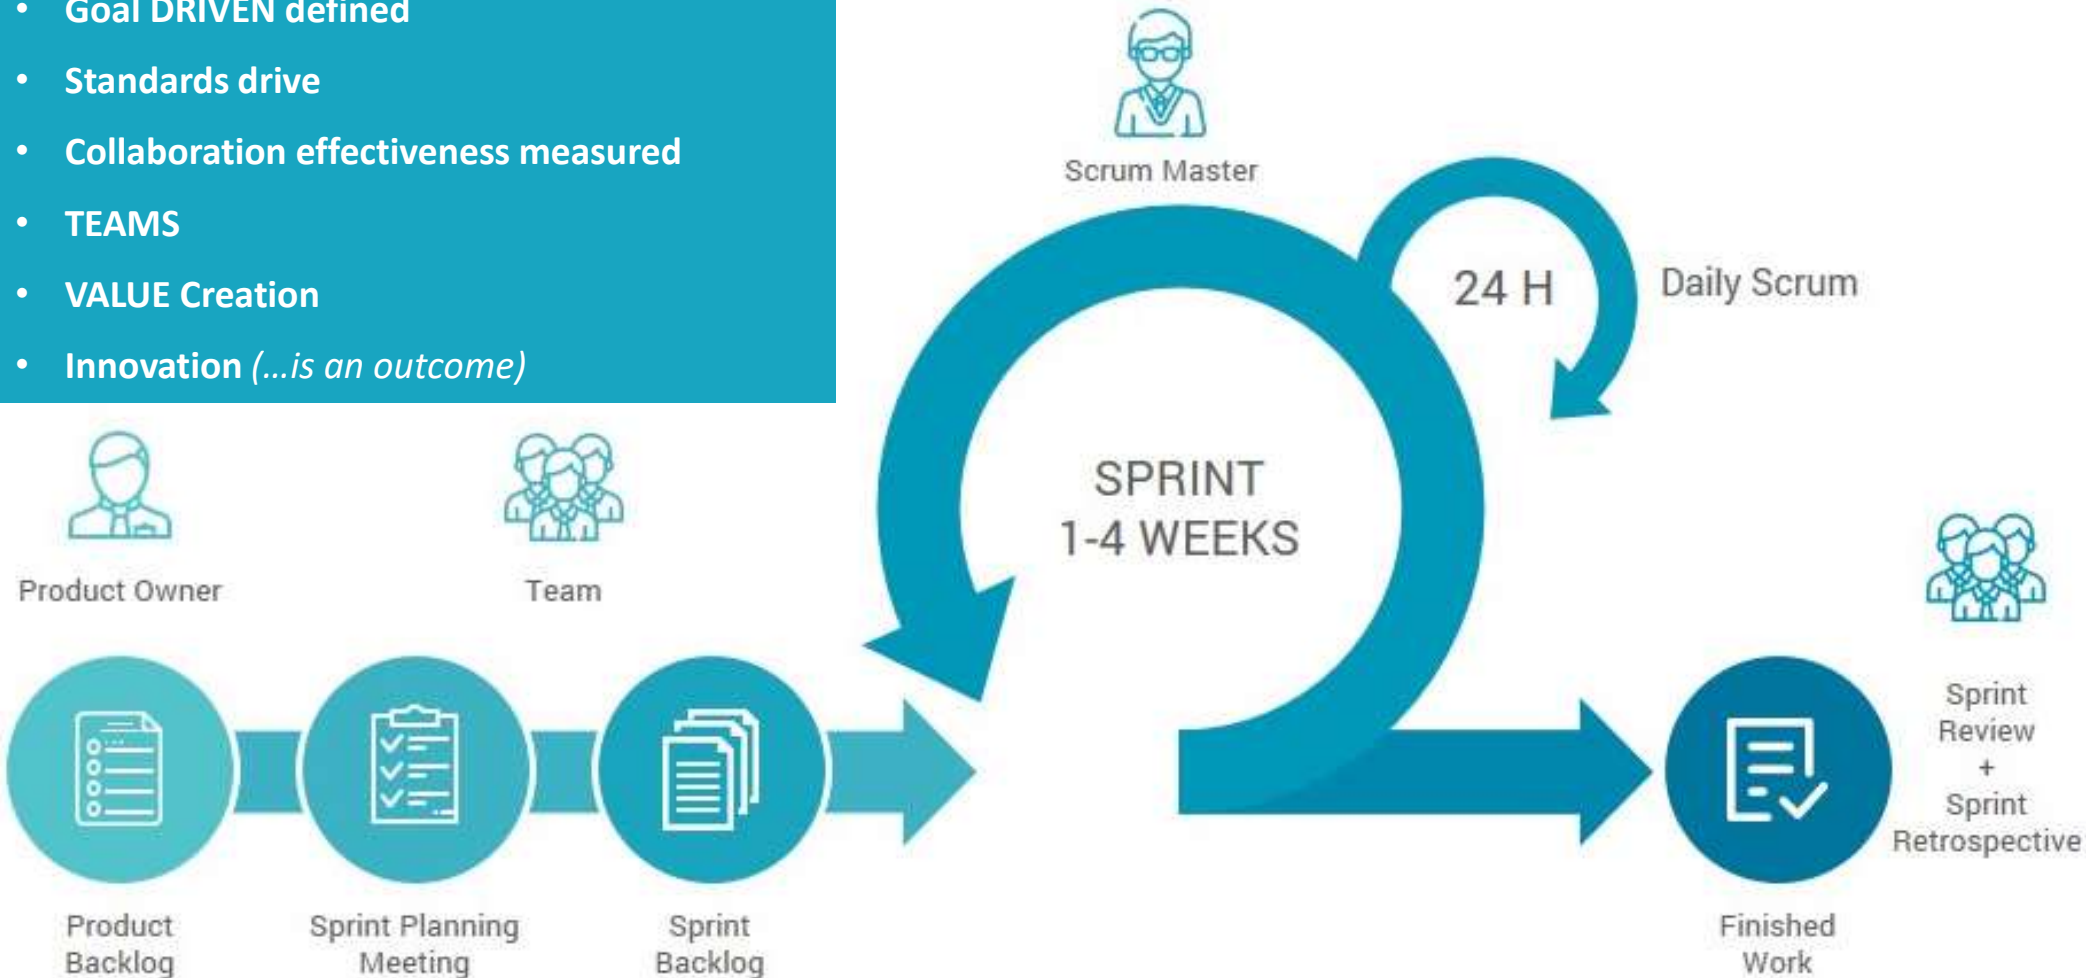 • Goal DRIVEN defined
• Standards drive
• Collaboration effectiveness measured
• TEAMS
• VALUE Creation
• Innovation (...is an outcome)
Scrum Master
24 H
Daily Scrum
SPRINT
1-4 WEEKS
Product Owner
Team
Sprint
Review
+
Sprint
Retrospective
Product
Backlog
Sprint Planning
Meeting
Sprint
Backlog
Finished
Work